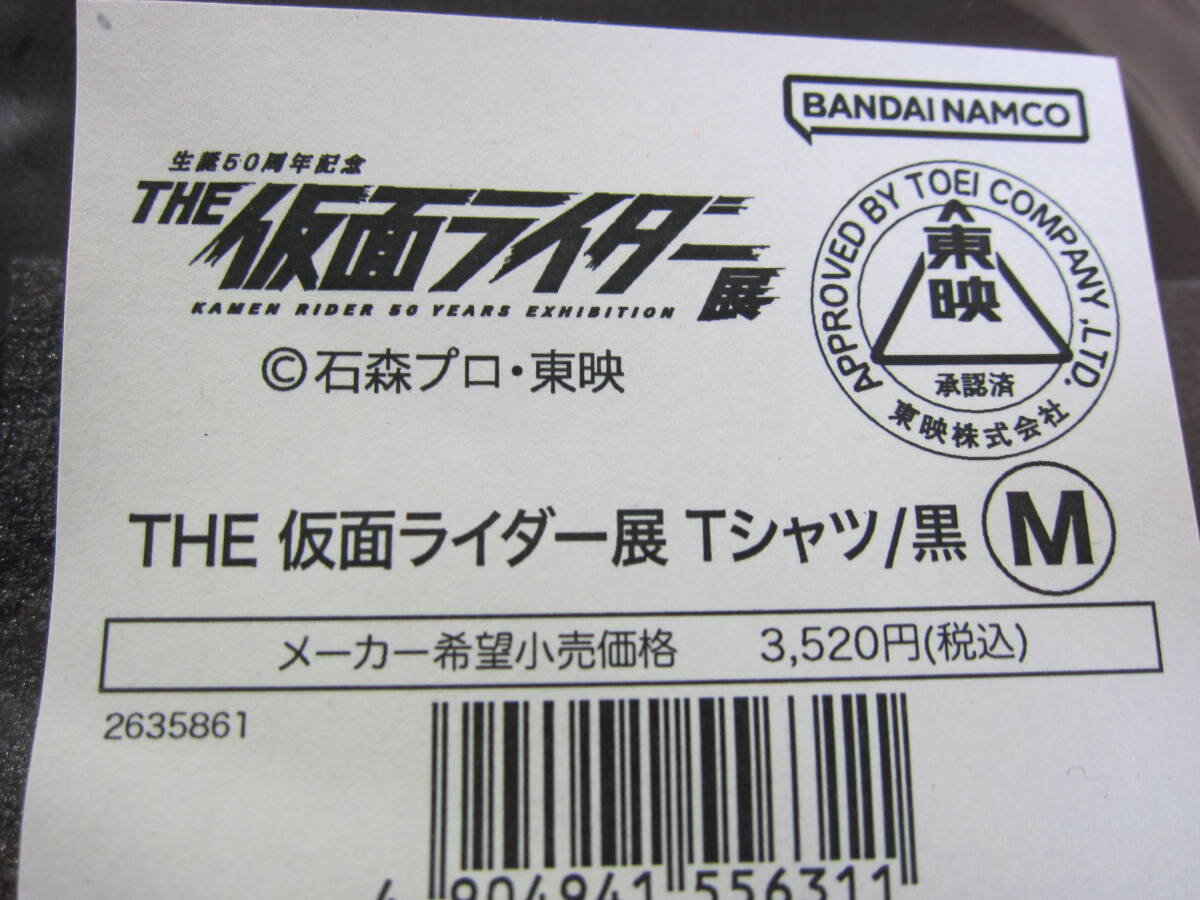 BANDAI NAMCO
生誕50周年記念
THE 仮面ライダー展
KAMEN RIDER 50 YEARS EXHIBITION
©石森プロ・東映
APPROVED BY TOEI COMPANY, LTD.
東映
承認済
東映株式会社
THE 仮面ライダー展 Tシャツ/黒 M
メーカー希望小売価格 3,520円(税込)
2635861
4 904941 556311